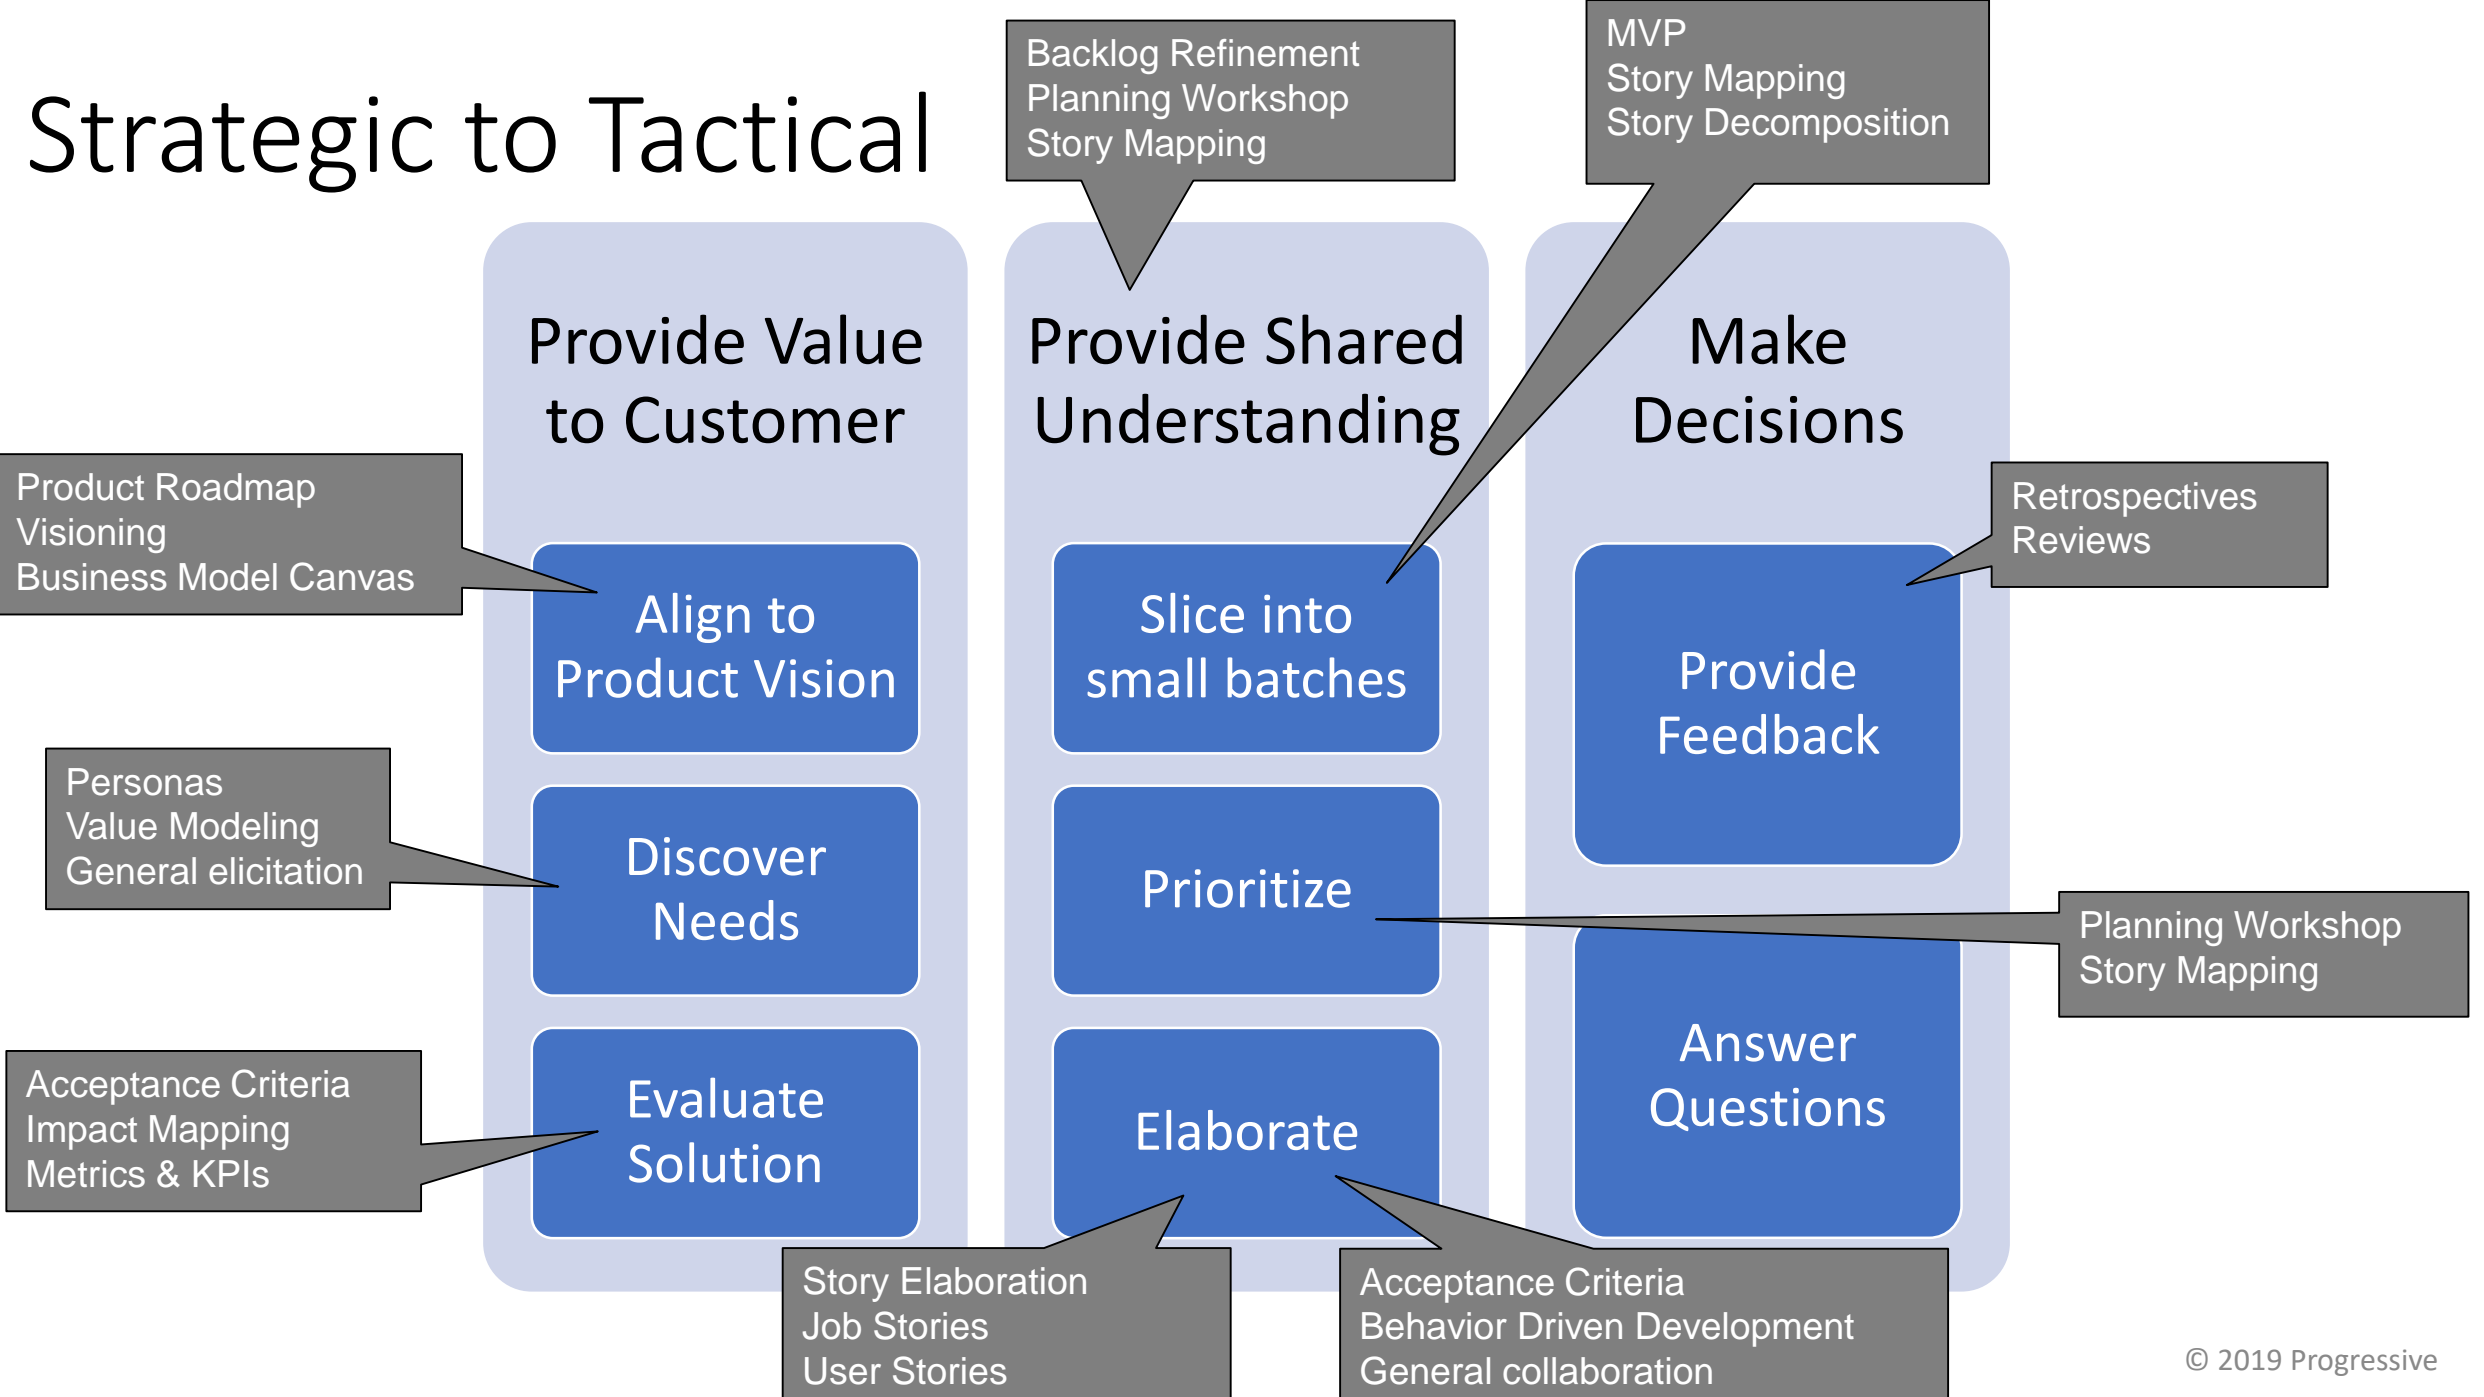 Strategic to Tactical
Backlog Refinement
Planning Workshop
Story Mapping
MVP
Story Mapping
Story Decomposition
Provide Value
to Customer
Product Roadmap
Visioning
Business Model Canvas
Align to
Product Vision
Personas
Value Modeling
General elicitation
Discover
Needs
Acceptance Criteria
Impact Mapping
Metrics & KPIs
Evaluate
Solution
Provide Shared
Understanding
Slice into
small batches
Prioritize
Planning Workshop
Story Mapping
Elaborate
Story Elaboration
Job Stories
User Stories
Acceptance Criteria
Behavior Driven Development
General collaboration
Make
Decisions
Retrospectives
Reviews
Provide
Feedback
Answer
Questions
© 2019 Progressive